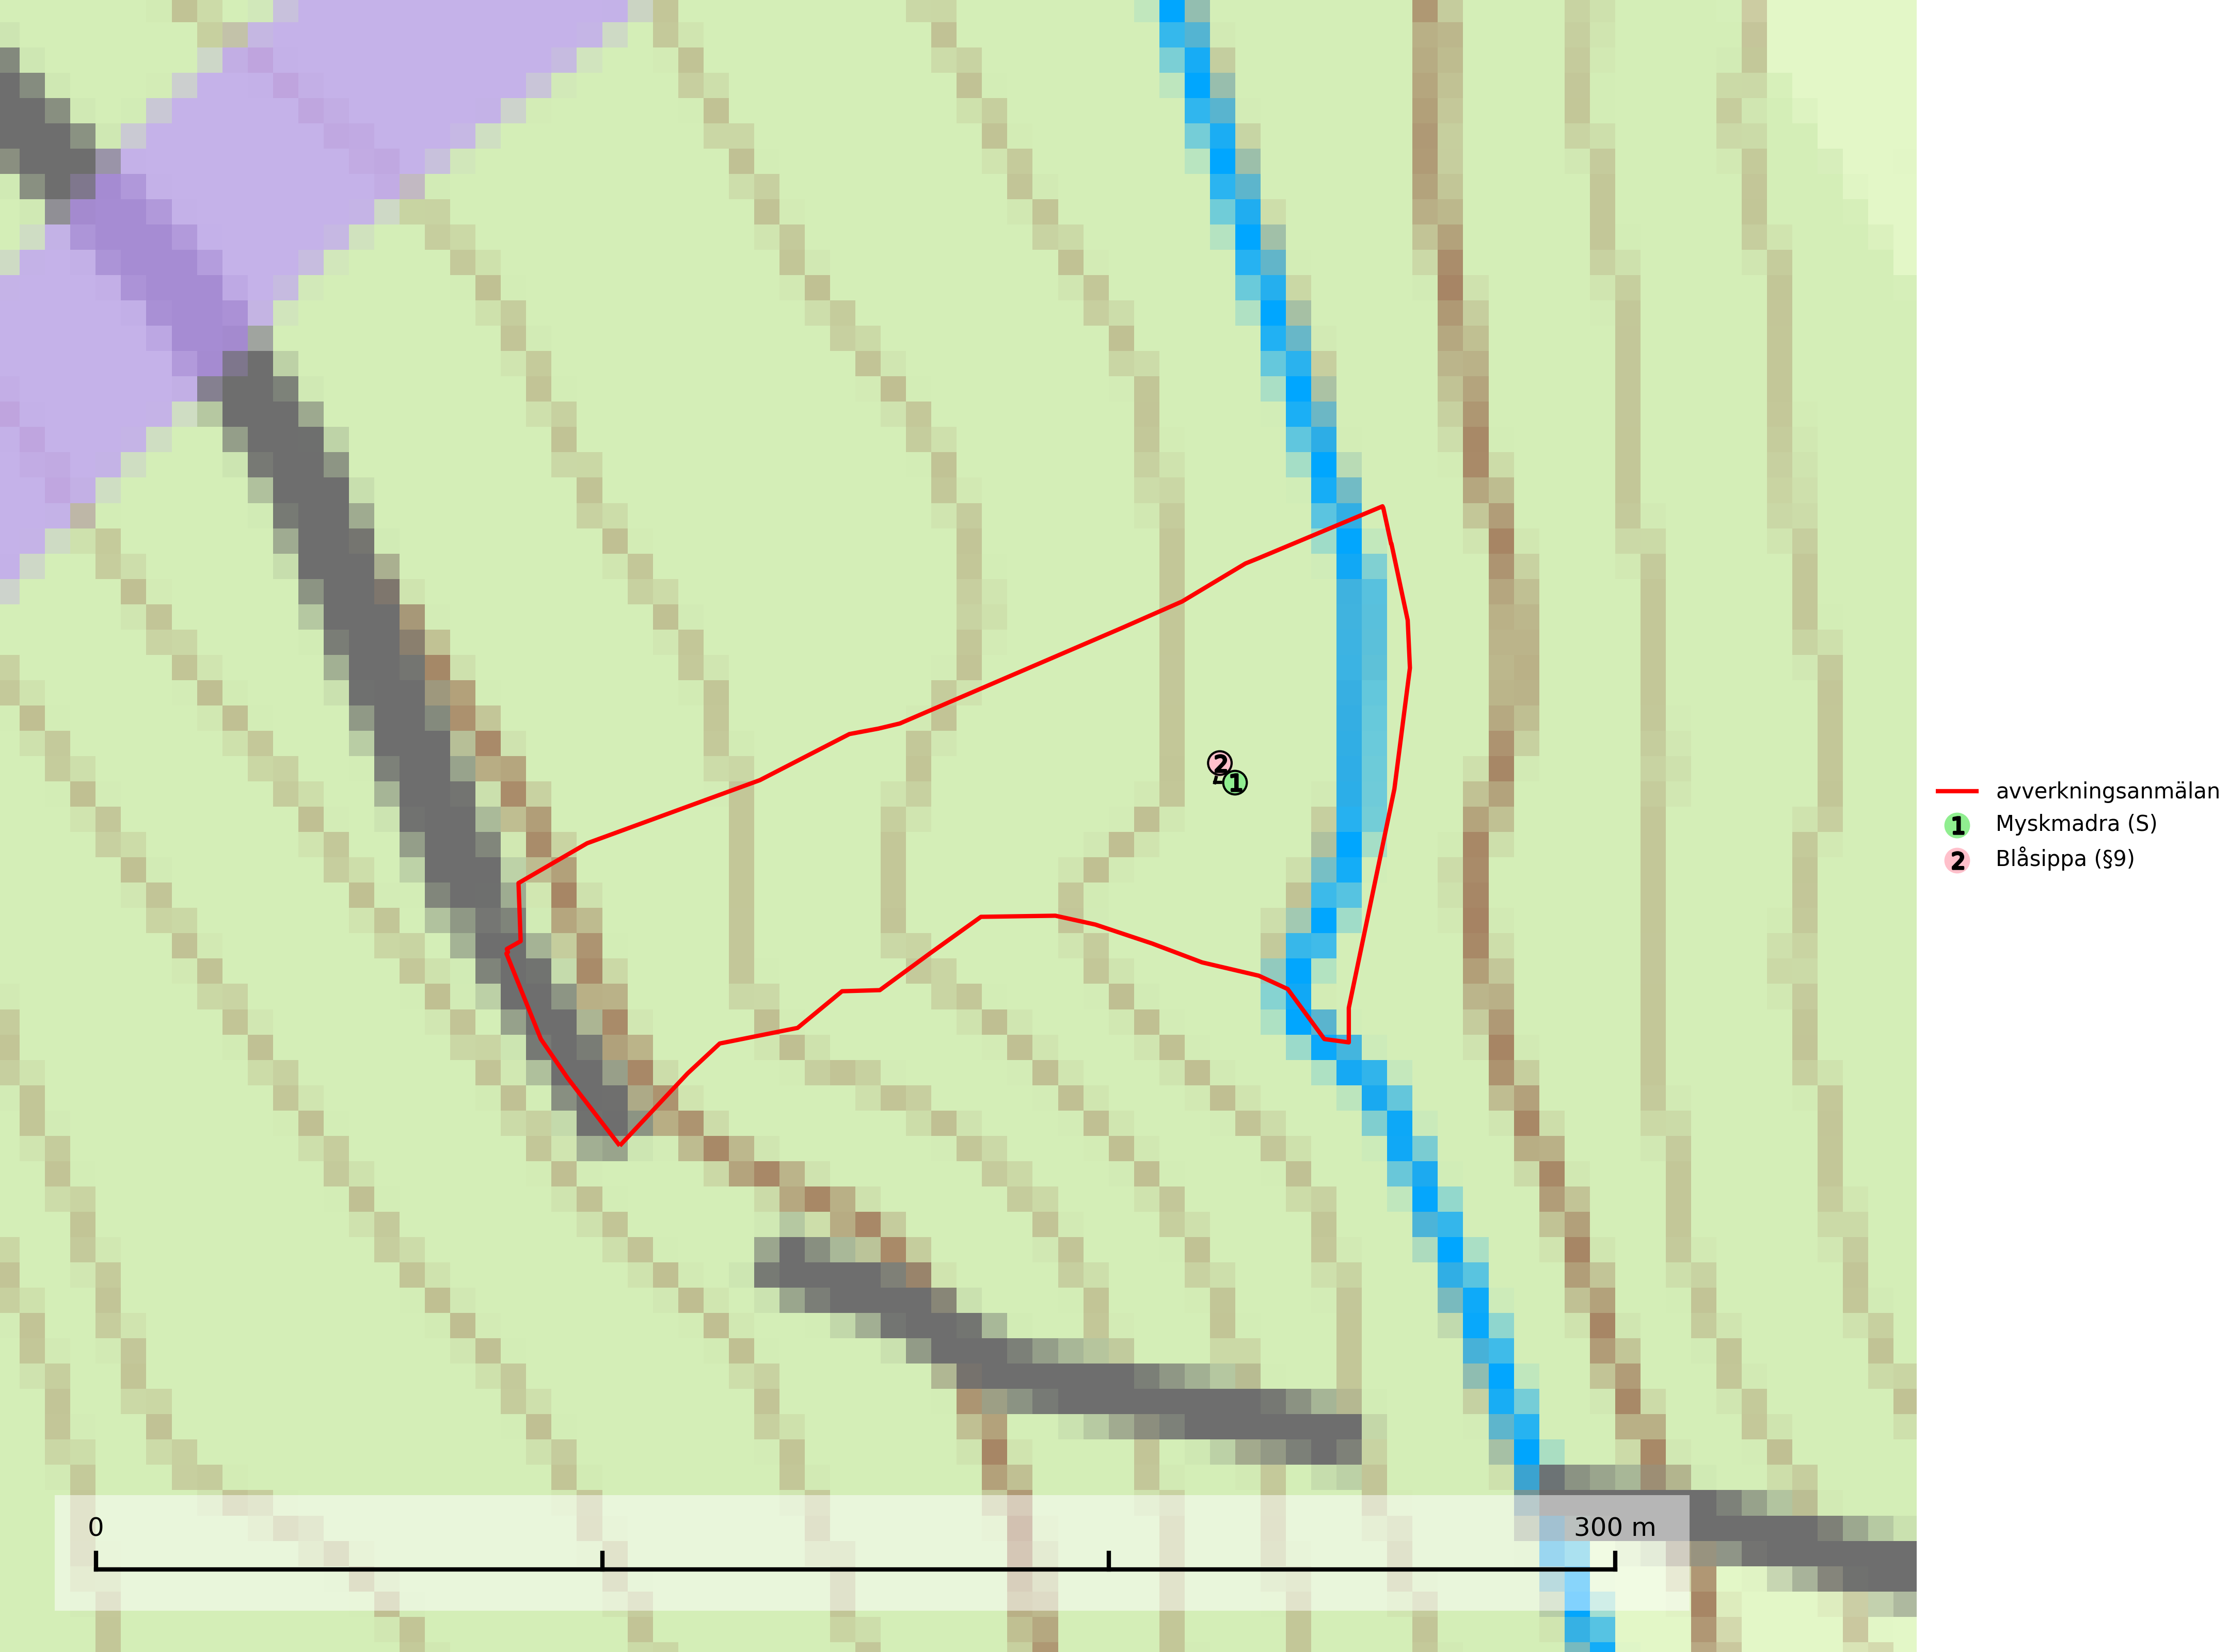 2
1
avverkningsanmälan
1 Myskmadra (S)
2 Blåsippa (§9)
0 300 m